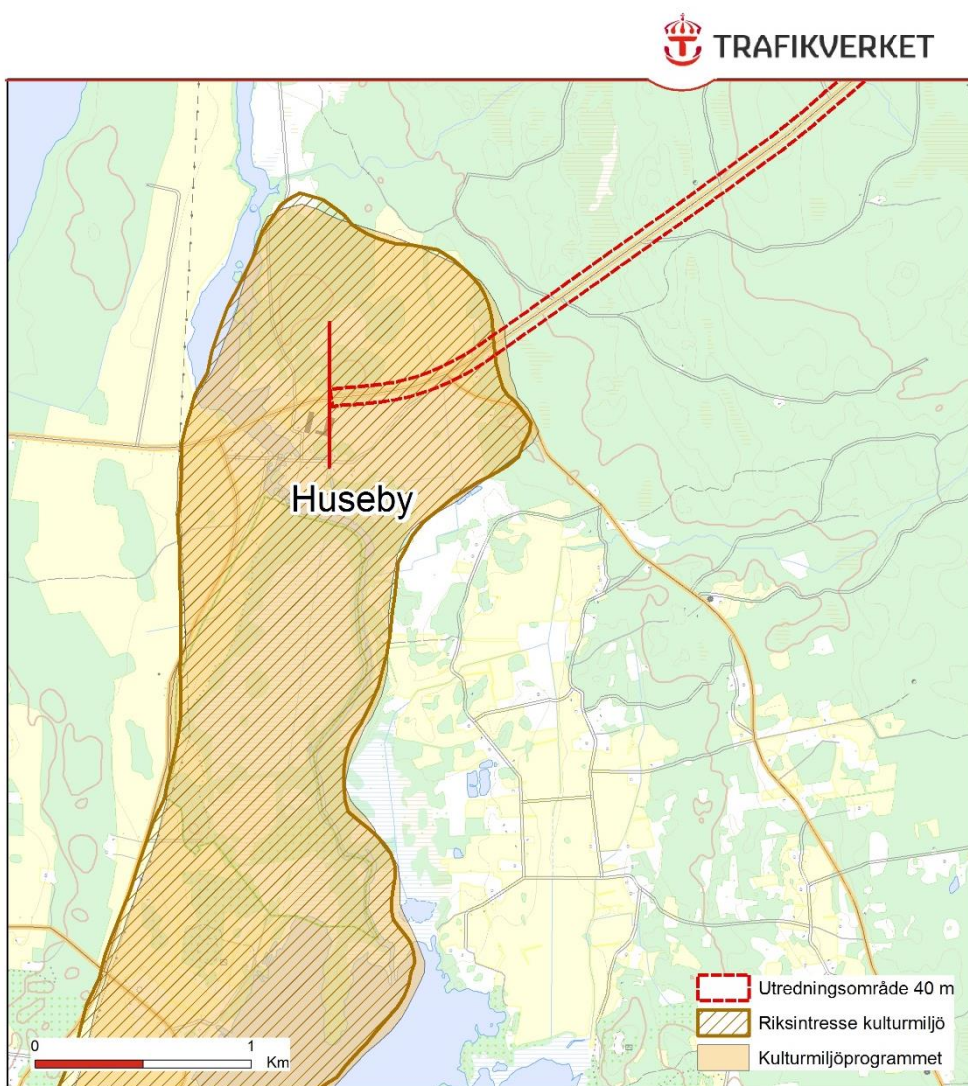 TRAFIKVERKET
Huseby
Utredningsområde 40 m
Riksintresse kulturmiljö
Kulturmiljöprogrammet
0 1
Km